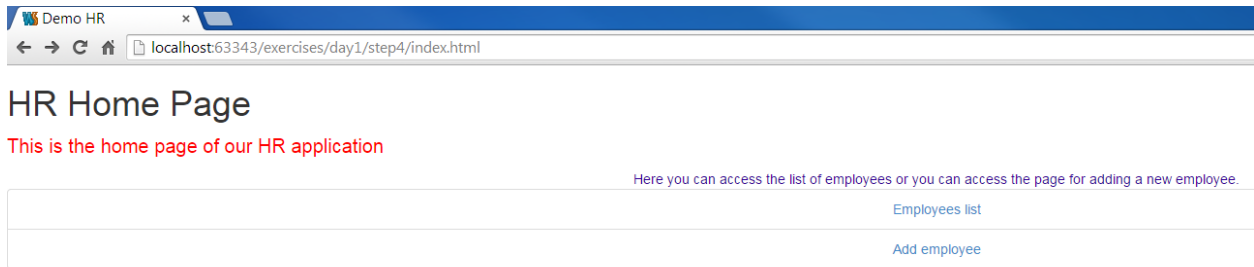 Demo HR
localhost:63343/exercises/day1/step4/index.html
HR Home Page
This is the home page of our HR application
Here you can access the list of employees or you can access the page for adding a new employee.
Employees list
Add employee